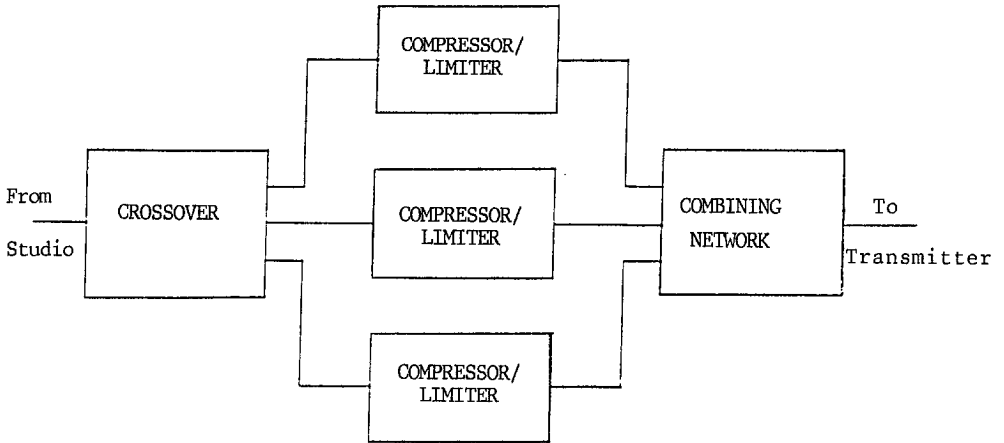 COMPRESSOR/
LIMITER
From
Studio
CROSSOVER
COMPRESSOR/
LIMITER
COMBINING
NETWORK
To
Transmitter
COMPRESSOR/
LIMITER